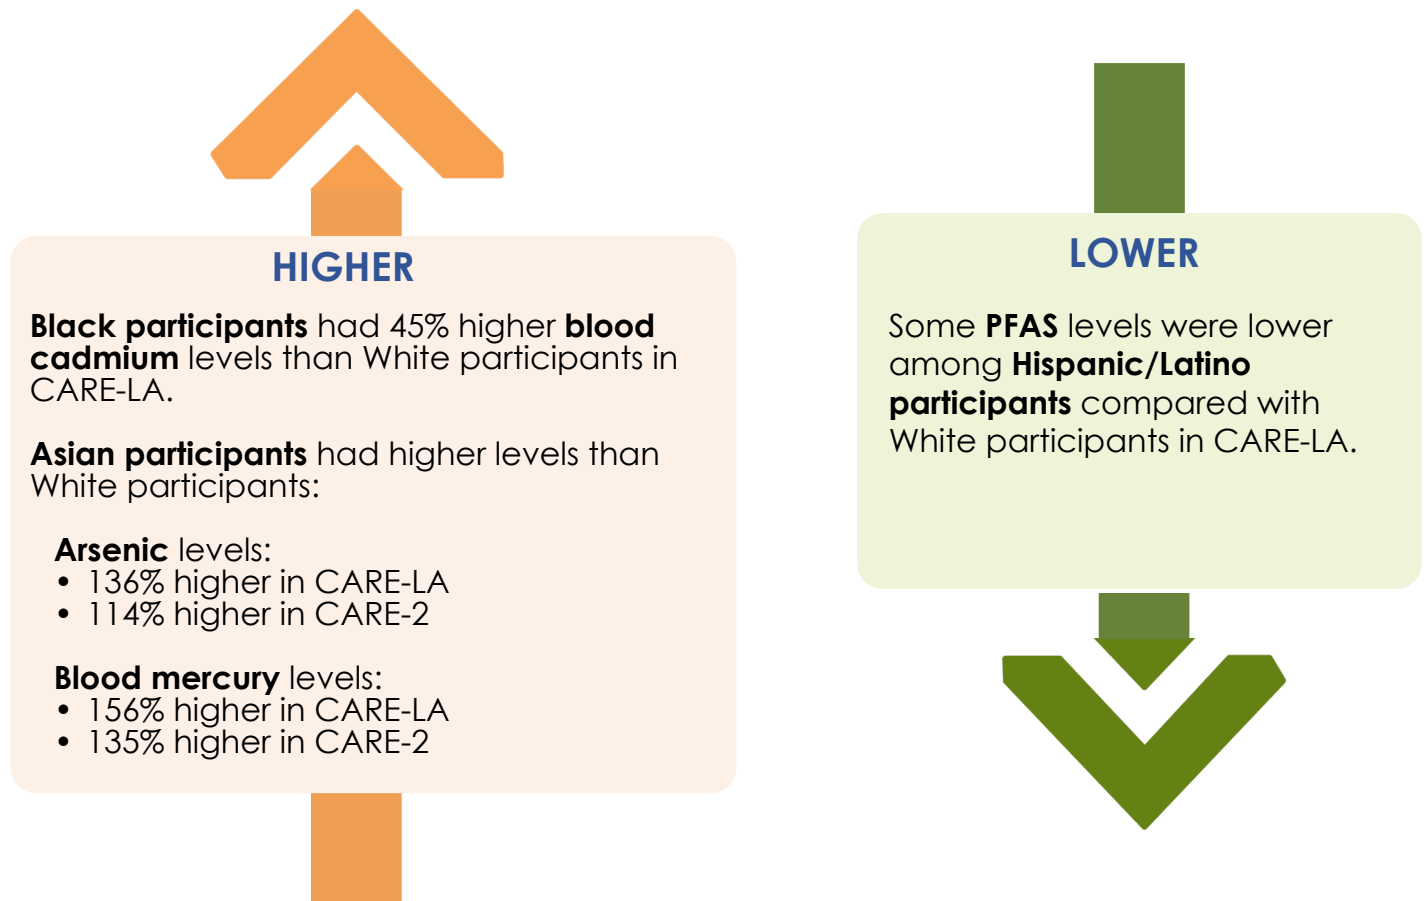 HIGHER
Black participants had 45% higher blood
cadmium levels than White participants in
CARE-LA.
Asian participants had higher levels than
White participants:
Arsenic levels:
• 136% higher in CARE-LA
• 114% higher in CARE-2
Blood mercury levels:
• 156% higher in CARE-LA
• 135% higher in CARE-2
LOWER
Some PFAS levels were lower
among Hispanic/Latino
participants compared with
White participants in CARE-LA.